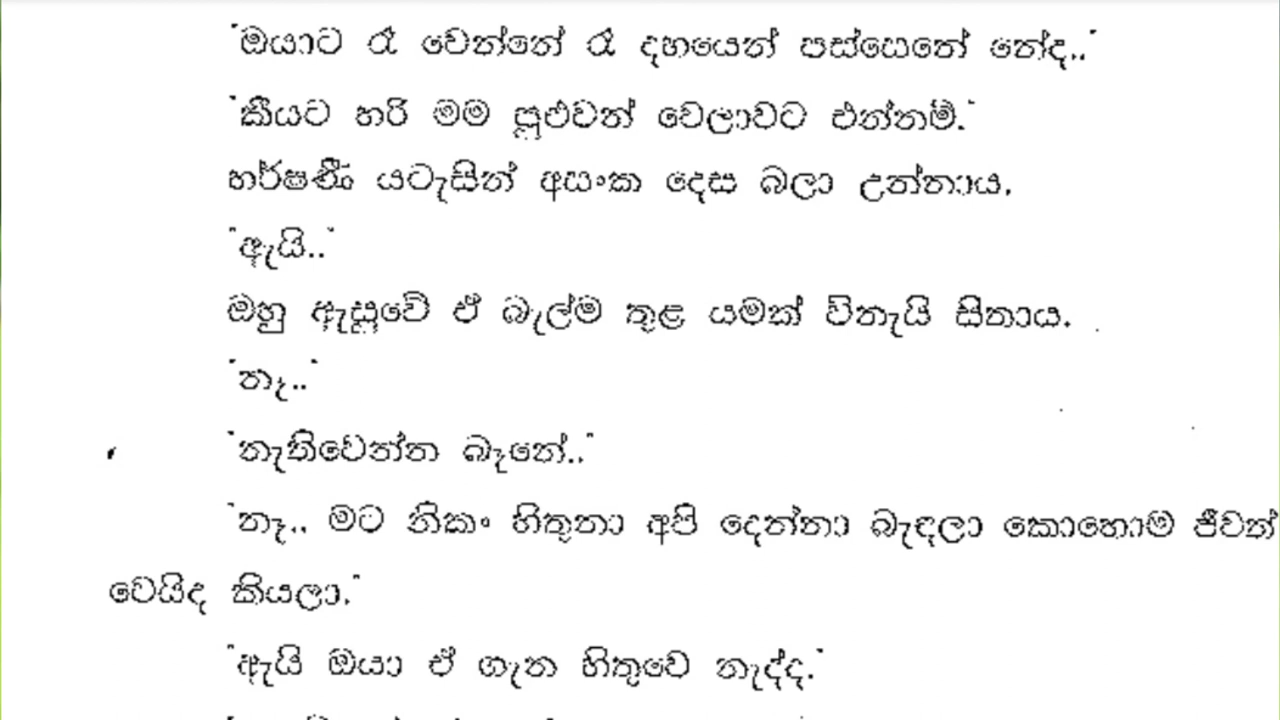 "ඔයාට රෑ වෙන්නේ රෑ දහයෙන් පස්සෙනේ නේද.."
"කීයට හරි මම පුළුවන් වෙලාවට එන්නම්."
හර්ෂණී යටැසින් අසංක දෙස බලා උන්නාය.
"ඇයි.."
ඔහු ඇසුවේ ඒ බැල්ම තුළ යමක් විනැයි සිතාය.
"නෑ.."
"නැතිවෙන්න බෑනේ.."
"නෑ.. මට නිකං හිතුනා අපි දෙන්නා බැඳලා කොහොම ජීවත්
වෙයිද කියලා."
"ඇයි ඔයා ඒ ගැන හිතුවෙ නැද්ද."